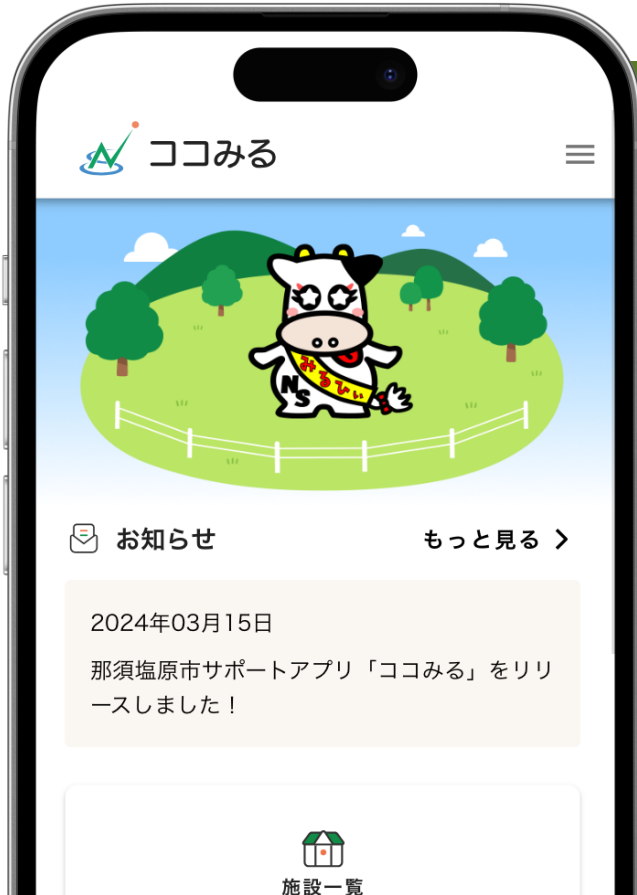 ココみる
みるひぃ
NS
お知らせ
もっと見る
2024年03月15日
那須塩原市サポートアプリ「ココみる」をリリ
ースしました！
施設一覧